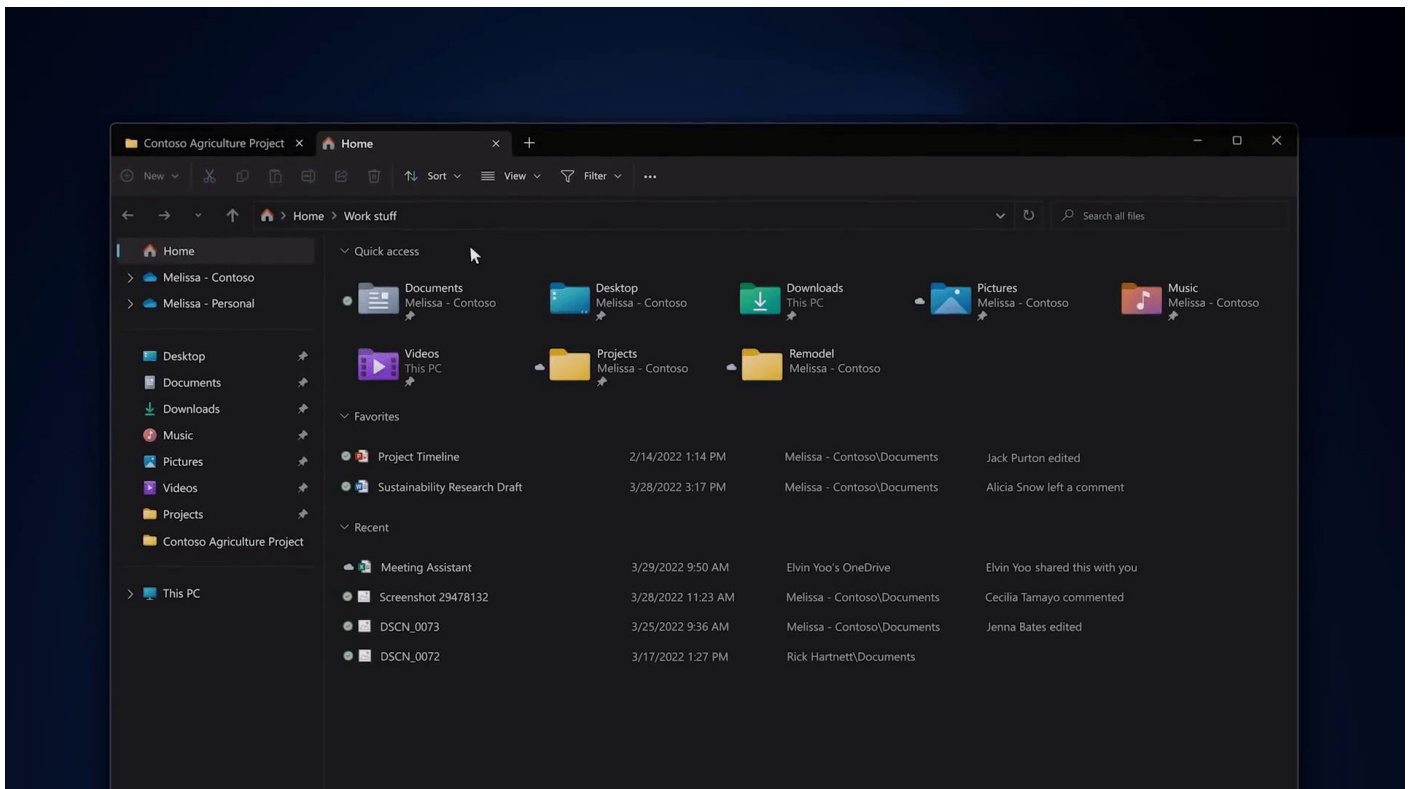 Contoso Agriculture Project
Home
New
Sort
View
Filter
Home > Work stuff
Search all files
Home
Melissa - Contoso
Melissa - Personal
Desktop
Documents
Downloads
Music
Pictures
Videos
Projects
Contoso Agriculture Project
This PC
Quick access
Documents
Melissa - Contoso
Desktop
Melissa - Contoso
Downloads
This PC
Pictures
Melissa - Contoso
Music
Melissa - Contoso
Videos
This PC
Projects
Melissa - Contoso
Remodel
Melissa - Contoso
Favorites
Project Timeline 2/14/2022 1:14 PM Melissa - Contoso\Documents Jack Purton edited
Sustainability Research Draft 3/28/2022 3:17 PM Melissa - Contoso\Documents Alicia Snow left a comment
Recent
Meeting Assistant 3/29/2022 9:50 AM Elvin Yoo's OneDrive Elvin Yoo shared this with you
Screenshot 29478132 3/28/2022 11:23 AM Melissa - Contoso\Documents Cecilia Tamayo commented
DSCN_0073 3/25/2022 9:36 AM Melissa - Contoso\Documents Jenna Bates edited
DSCN_0072 3/17/2022 1:27 PM Rick Hartnett\Documents